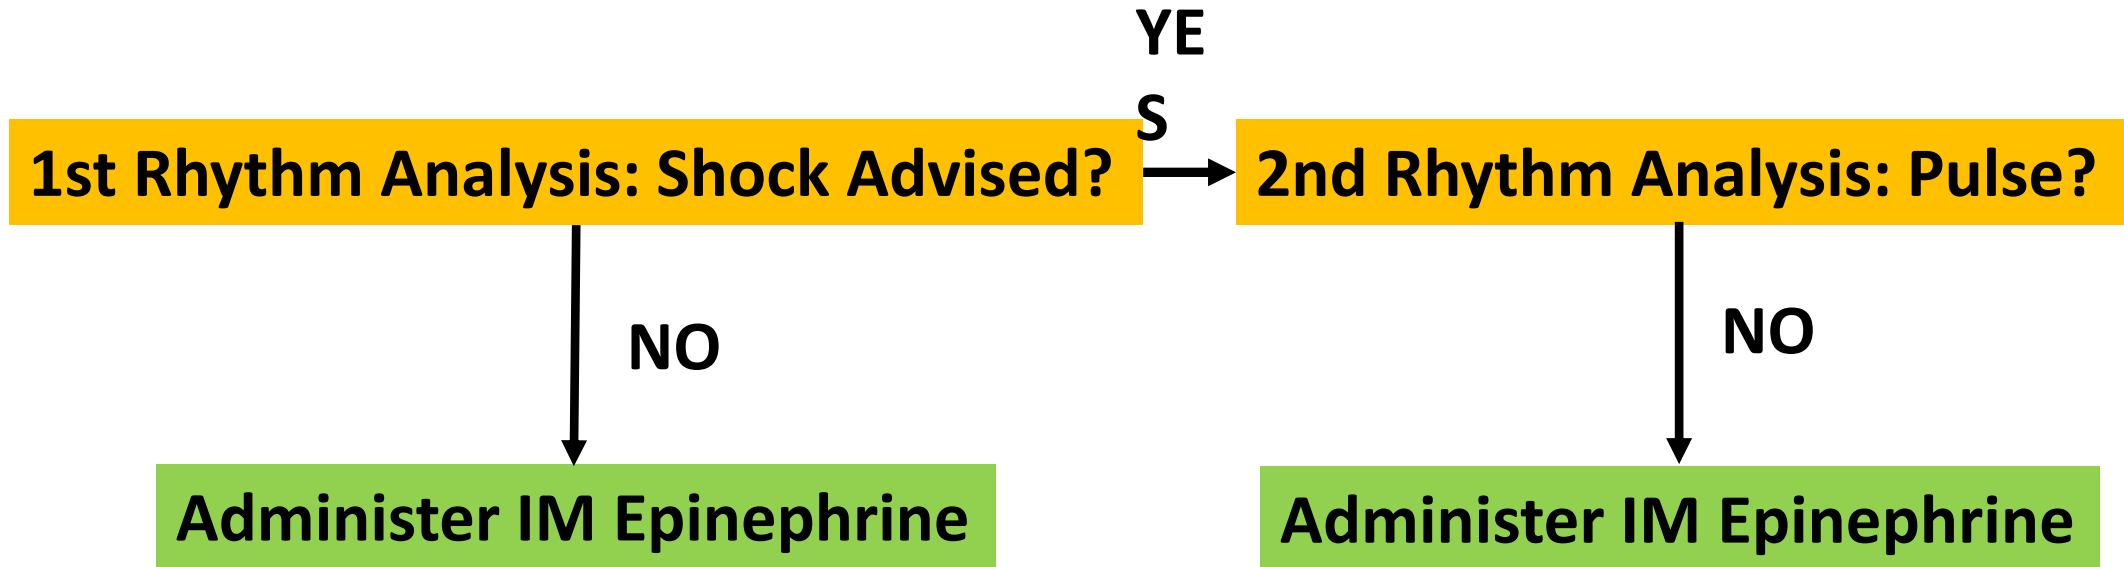 YE
S
1st Rhythm Analysis: Shock Advised?
2nd Rhythm Analysis: Pulse?
NO
NO
Administer IM Epinephrine
Administer IM Epinephrine